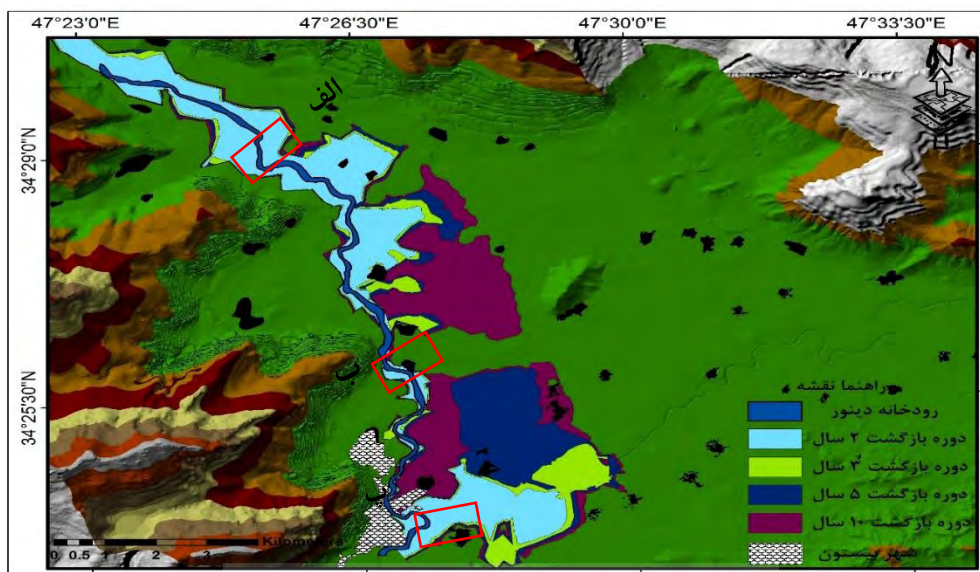 47°23'0"E 47°26'30"E 47°30'0"E 47°33'30"E
34°29'0"N
34°25'30"N
الف
ب
راهنما نقشه
رودخانه دینور
دوره بازگشت ۲ سال
دوره بازگشت ۳ سال
دوره بازگشت ۵ سال
دوره بازگشت ۱۰ سال
شهر بیستون
0 0.5 1 2 3 Kilometers